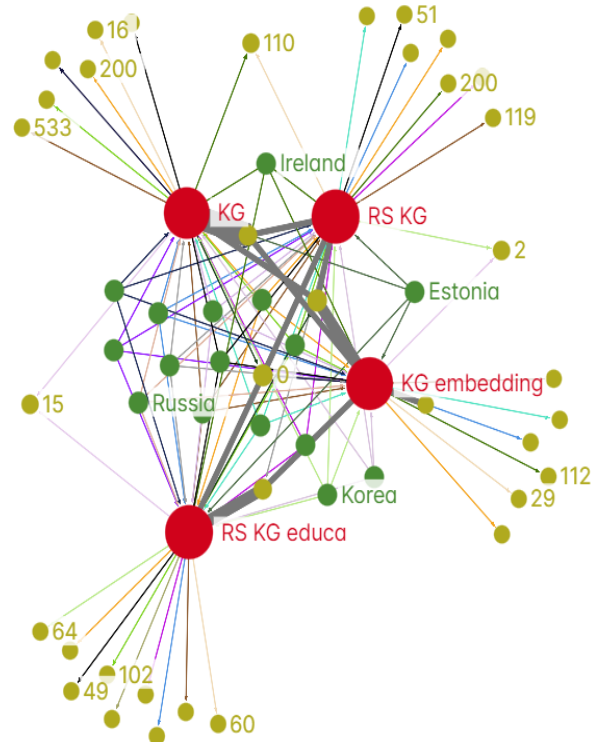 51
16
110
200
200
533
119
Ireland
KG
RS KG
2
Estonia
0
KG embedding
15
Russia
112
29
Korea
RS KG educa
64
102
49
60